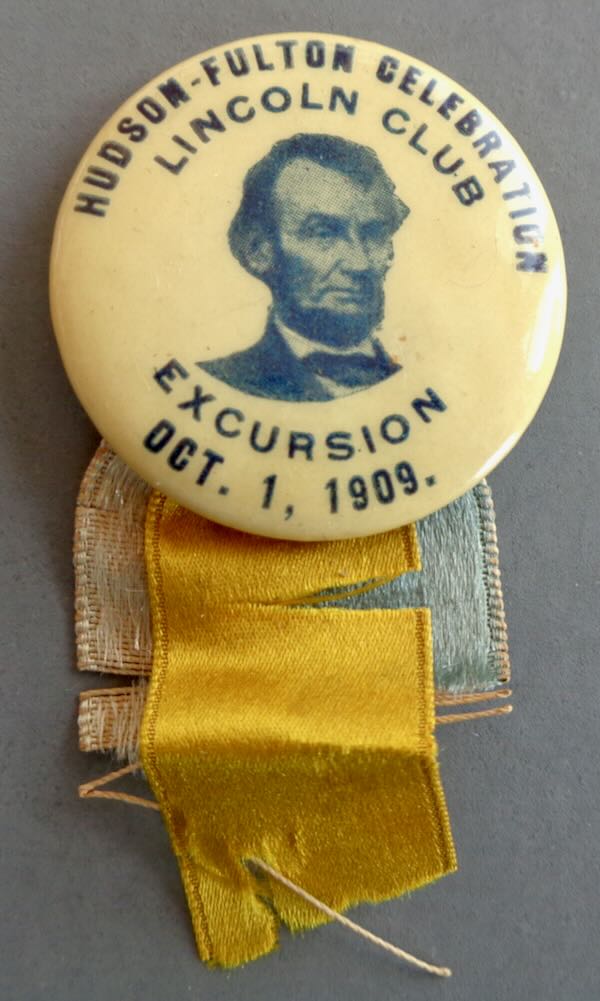 HUDSON-FULTON CELEBRATION
LINCOLN CLUB
EXCURSION
OCT. 1, 1909.